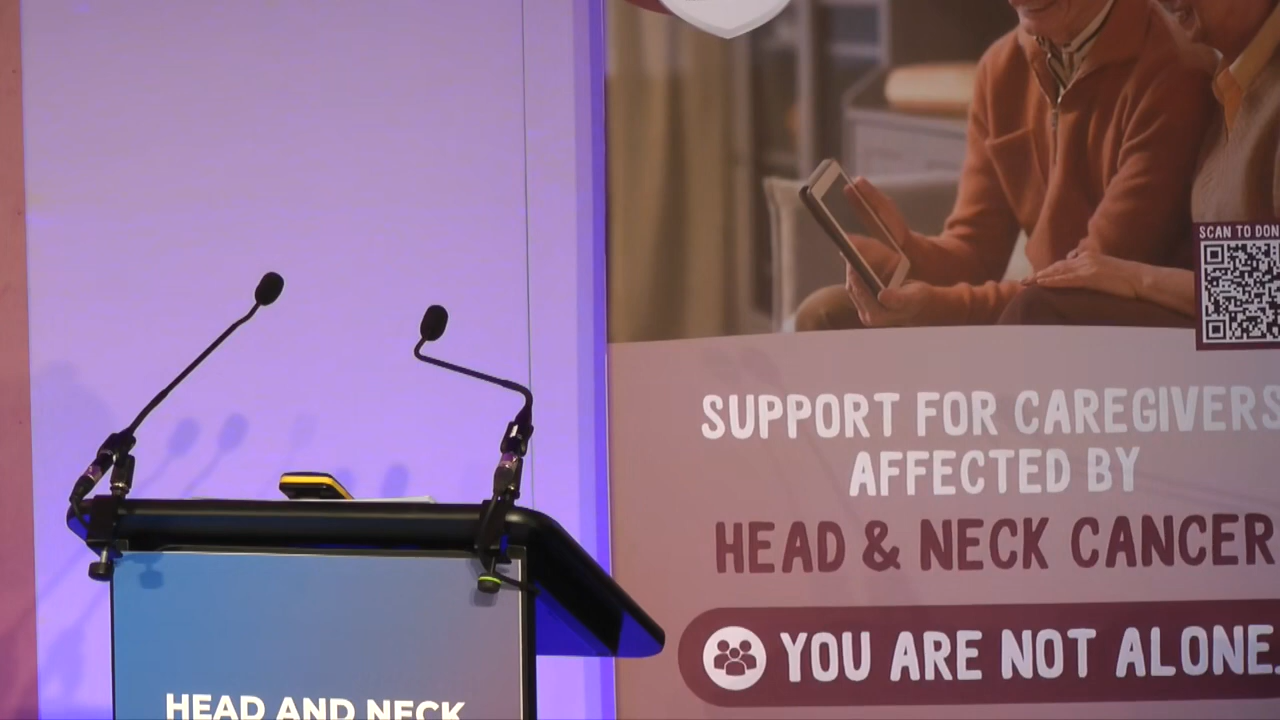 SCAN TO DON
SUPPORT FOR CAREGIVERS
AFFECTED BY
HEAD & NECK CANCER
YOU ARE NOT ALONE.
HEAD AND NECK